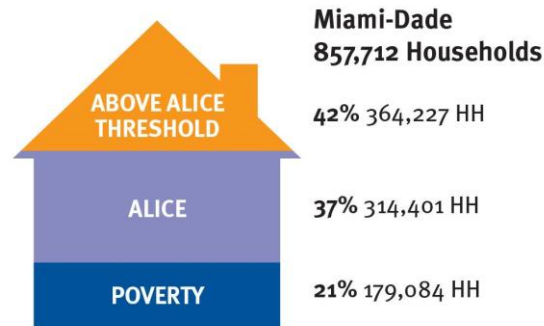 Miami-Dade
857,712 Households
ABOVE ALICE
THRESHOLD
42% 364,227 HH
ALICE
37% 314,401 HH
POVERTY
21% 179,084 HH